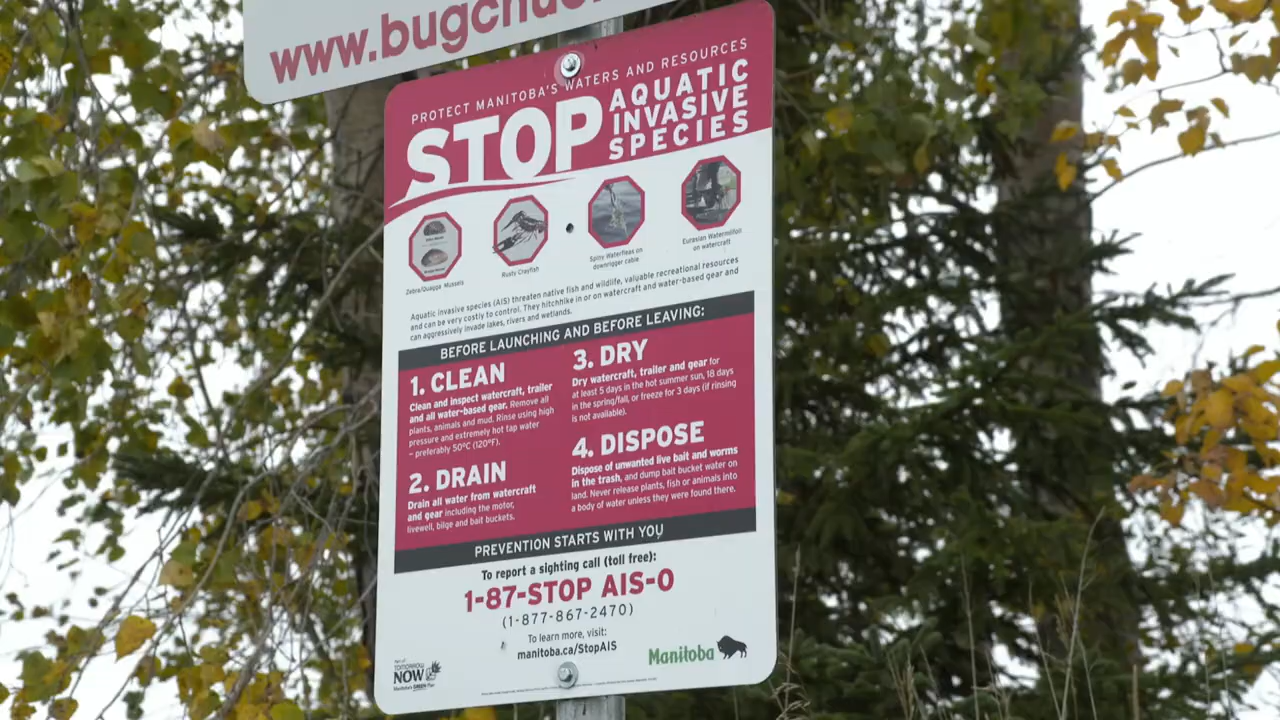 www.bugchuc
PROTECT MANITOBA'S WATERS AND RESOURCES
STOP
AQUATIC
INVASIVE
SPECIES
Zebra/Quagga Mussels
Rusty Crayfish
Spiny Waterfleas on
downrigger cable
Eurasian Watermilfoil
on watercraft
Aquatic invasive species (AIS) threaten native fish and wildlife, valuable recreational resources
and can be very costly to control. They hitchhike in or on watercraft and water-based gear and
can aggressively invade lakes, rivers and wetlands.
BEFORE LAUNCHING AND BEFORE LEAVING:
1. CLEAN
Clean and inspect watercraft, trailer
and all water-based gear. Remove all
plants, animals and mud. Rinse using high
pressure and extremely hot tap water
– preferably 50°C (120°F).
2. DRAIN
Drain all water from watercraft
and gear including the motor,
livewell, bilge and bait buckets.
3. DRY
Dry watercraft, trailer and gear for
at least 5 days in the hot summer sun, 18 days
in the spring/fall, or freeze for 3 days (if rinsing
is not available).
4. DISPOSE
Dispose of unwanted live bait and worms
in the trash, and dump bait bucket water on
land. Never release plants, fish or animals into
a body of water unless they were found there.
PREVENTION STARTS WITH YOU
To report a sighting call (toll free):
1-87-STOP AIS-0
(1-877-867-2470)
To learn more, visit:
manitoba.ca/StopAIS
Part of
TOMORROW
NOW
Manitoba's GREEN Plan
Manitoba